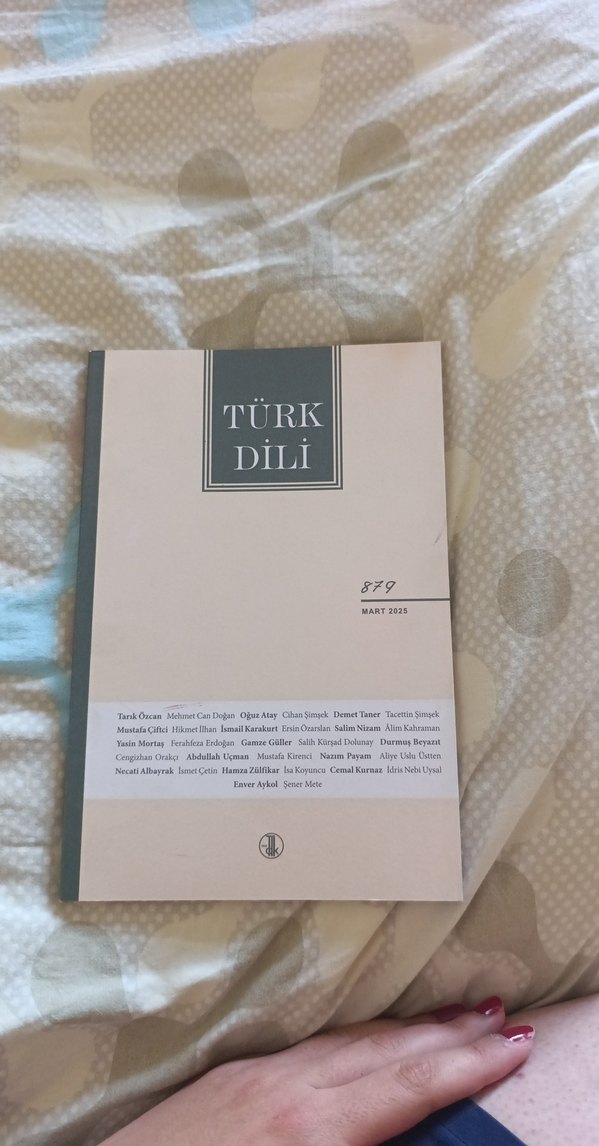 TÜRK
DİLİ
879
MART 2025
Tarık Özcan Mehmet Can Doğan Oğuz Atay Cihan Şimşek Demet Taner Tacettin Şimşek
Mustafa Çiftci Hikmet İlhan İsmail Karakurt Ersin Özarslan Salim Nizam Âlim Kahraman
Yasin Mortaş Ferahfeza Erdoğan Gamze Güller Salih Kürşad Dolunay Durmuş Beyazıt
Cengizhan Orakçı Abdullah Uçman Mustafa Kirenci Nazım Payam Aliye Uslu Üstten
Necati Albayrak İsmet Çetin Hamza Zülfikar İsa Koyuncu Cemal Kurnaz İdris Nebi Uysal
Enver Aykol Şener Mete